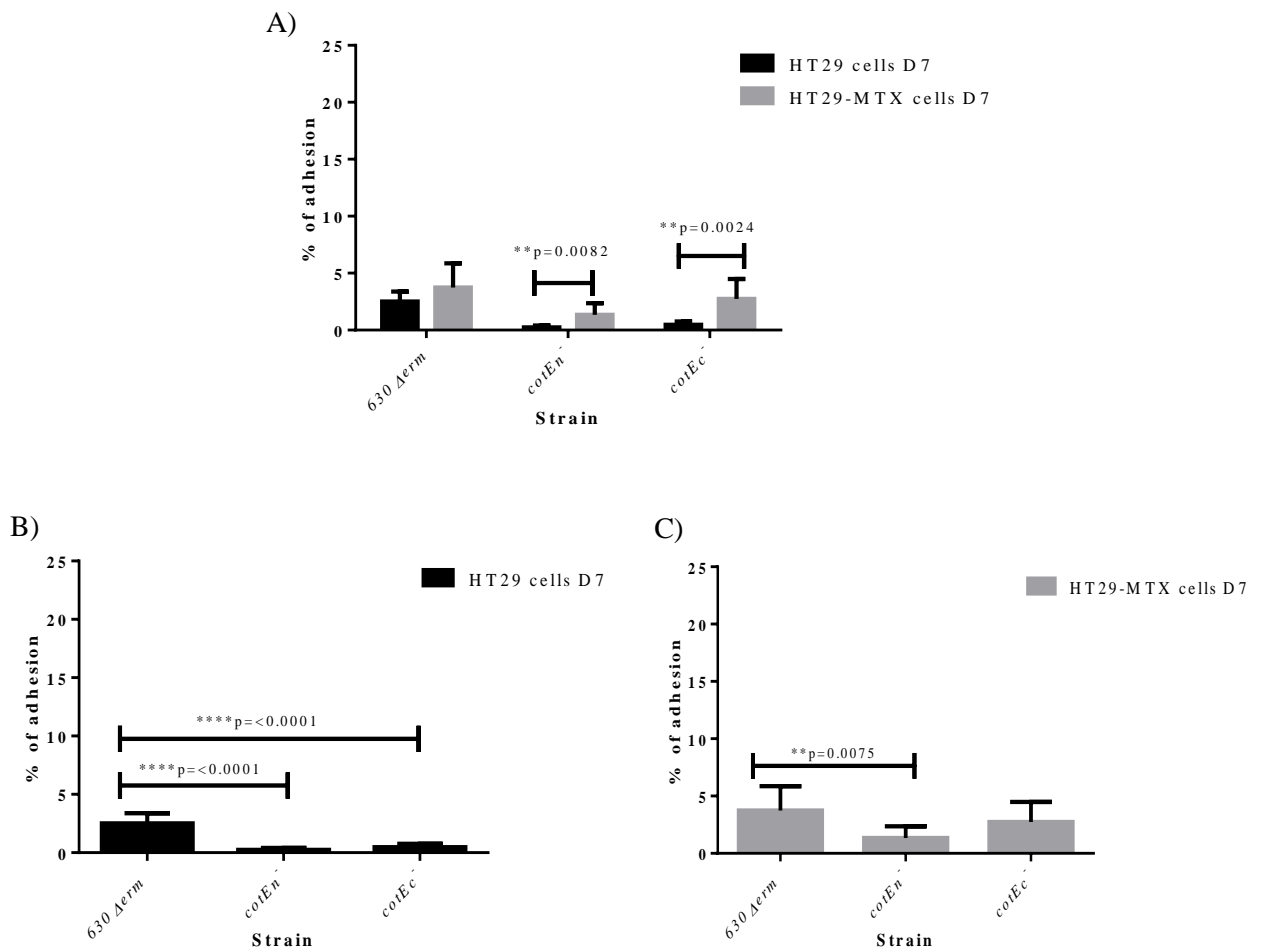 A)
25
20
15
10
5
0
% of adhesion
HT29 cells D7
HT29-MTX cells D7
**p=0.0082
**p=0.0024
630 Δerm
cotEn-
cotEc-
Strain
B)
25
20
15
10
5
0
% of adhesion
HT29 cells D7
****p=<0.0001
****p=<0.0001
630 Δerm
cotEn-
cotEc-
Strain
C)
25
20
15
10
5
0
% of adhesion
HT29-MTX cells D7
**p=0.0075
630 Δerm
cotEn-
cotEc-
Strain